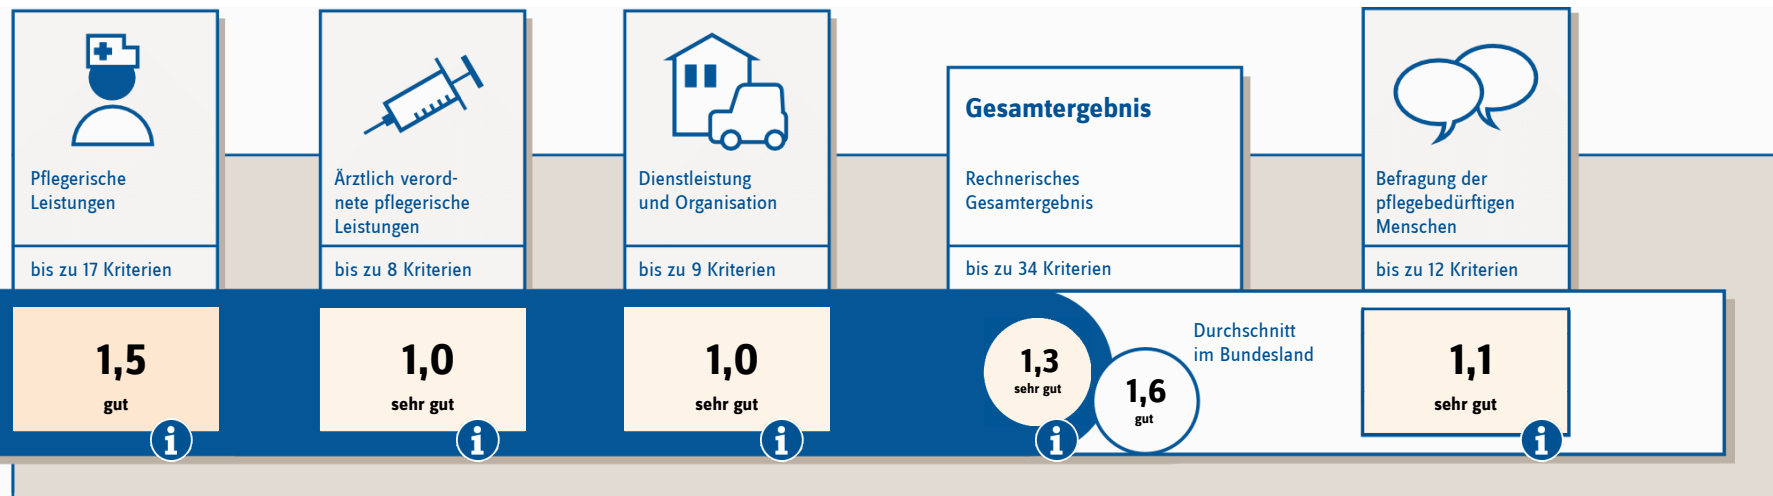 Pflegerische
Leistungen
bis zu 17 Kriterien
1,5
gut
i
Ärztlich verord-
nete pflegerische
Leistungen
bis zu 8 Kriterien
1,0
sehr gut
i
Dienstleistung
und Organisation
bis zu 9 Kriterien
1,0
sehr gut
i
Gesamtergebnis
Rechnerisches
Gesamtergebnis
bis zu 34 Kriterien
1,3
sehr gut
i
Durchschnitt
im Bundesland
1,6
gut
Befragung der
pflegebedürftigen
Menschen
bis zu 12 Kriterien
1,1
sehr gut
i